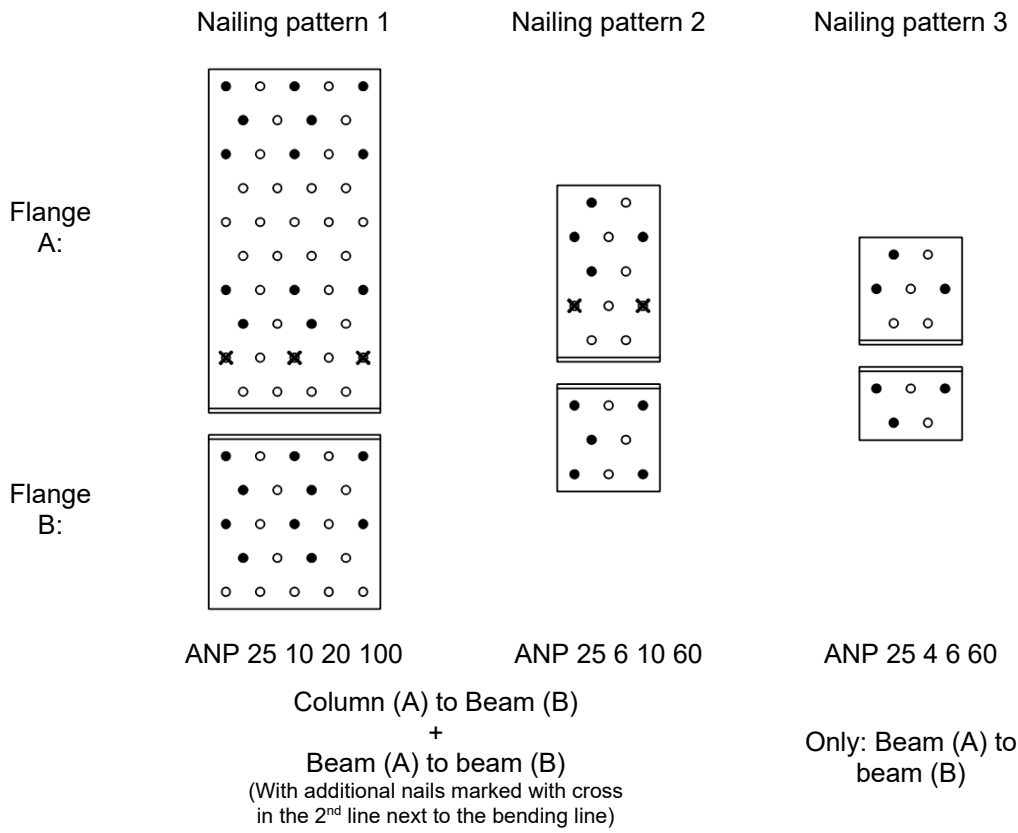 Nailing pattern 1
Nailing pattern 2
Nailing pattern 3
Flange
A:
Flange
B:
ANP 25 10 20 100
ANP 25 6 10 60
ANP 25 4 6 60
Column (A) to Beam (B)
+
Beam (A) to beam (B)
(With additional nails marked with cross
in the 2nd line next to the bending line)
Only: Beam (A) to
beam (B)